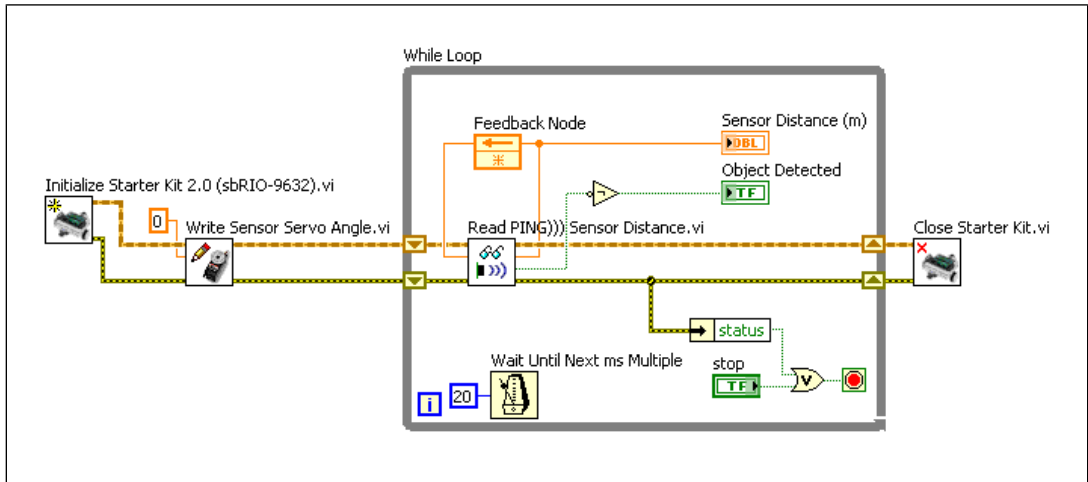 While Loop
Feedback Node
Sensor Distance (m)
DBL
Object Detected
TF
Initialize Starter Kit 2.0 (sbRIO-9632).vi
0
Write Sensor Servo Angle.vi
Read PING))) Sensor Distance.vi
Close Starter Kit.vi
status
Wait Until Next ms Multiple
stop
TF
V
i
20